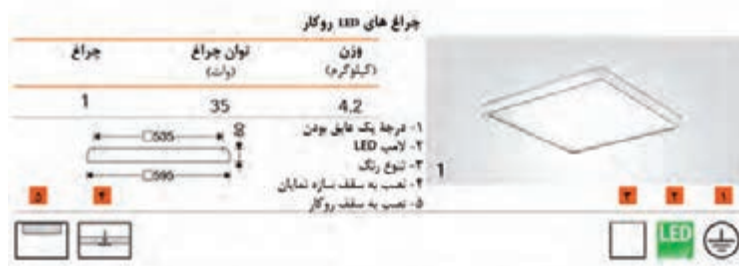 چراغ های LED روکار
وزن (کیلوگرم) توان چراغ (وات) چراغ
4.2 35 1
۱- درجهٔ یک عایق بودن
۲- لامپ LED
۳- تنوع رنگ
۴- نصب به سقف سازه نمایان
۵- نصب به سقف روکار
□535
60
□595
1
۱ ۲ ۳ ۴ ۵
LED